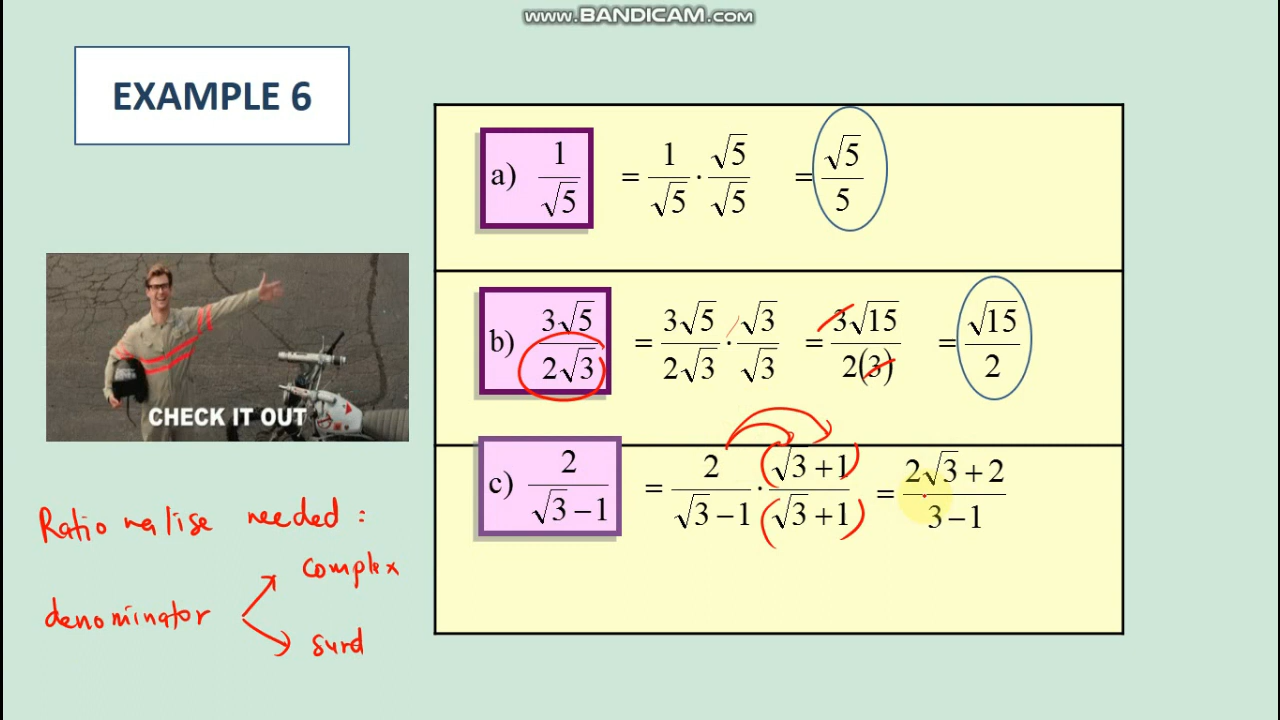 www.BANDICAM.com
EXAMPLE 6
a) 1/√5 = 1/√5 · √5/√5 = √5/5
b) 3√5/2√3 = 3√5/2√3 · √3/√3 = 3√15/2(3) = √15/2
c) 2/(√3−1) = 2/(√3−1) · (√3+1)/(√3+1) = (2√3+2)/(3−1)
CHECK IT OUT
Rationalise needed :
denominator
complex
surd